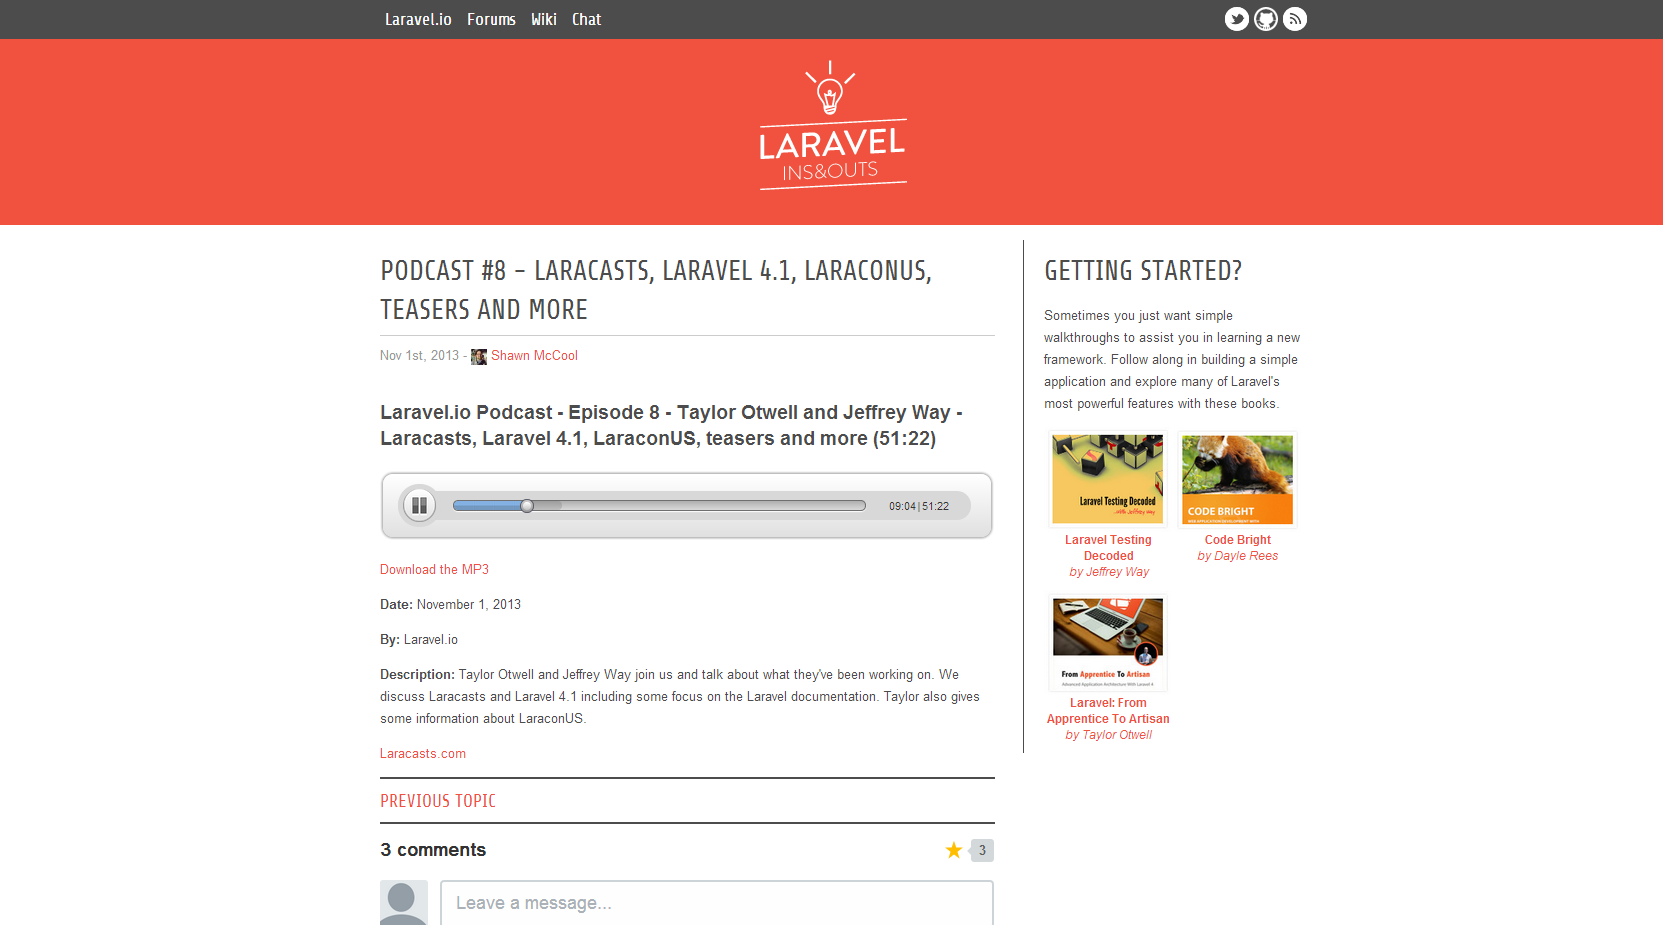 Laravel.io Forums Wiki Chat
LARAVEL
INS&OUTS
PODCAST #8 – LARACASTS, LARAVEL 4.1, LARACONUS,
TEASERS AND MORE
Nov 1st, 2013 - Shawn McCool
Laravel.io Podcast - Episode 8 - Taylor Otwell and Jeffrey Way -
Laracasts, Laravel 4.1, LaraconUS, teasers and more (51:22)
09:04|51:22
Download the MP3
Date: November 1, 2013
By: Laravel.io
Description: Taylor Otwell and Jeffrey Way join us and talk about what they've been working on. We
discuss Laracasts and Laravel 4.1 including some focus on the Laravel documentation. Taylor also gives
some information about LaraconUS.
Laracasts.com
PREVIOUS TOPIC
3 comments
3
Leave a message...
GETTING STARTED?
Sometimes you just want simple
walkthroughs to assist you in learning a new
framework. Follow along in building a simple
application and explore many of Laravel's
most powerful features with these books.
Laravel Testing Decoded
-With Jeffrey Way
Laravel Testing
Decoded
by Jeffrey Way
CODE BRIGHT
Code Bright
by Dayle Rees
From Apprentice To Artisan
Advanced Application Architecture With Laravel 4
Laravel: From
Apprentice To Artisan
by Taylor Otwell